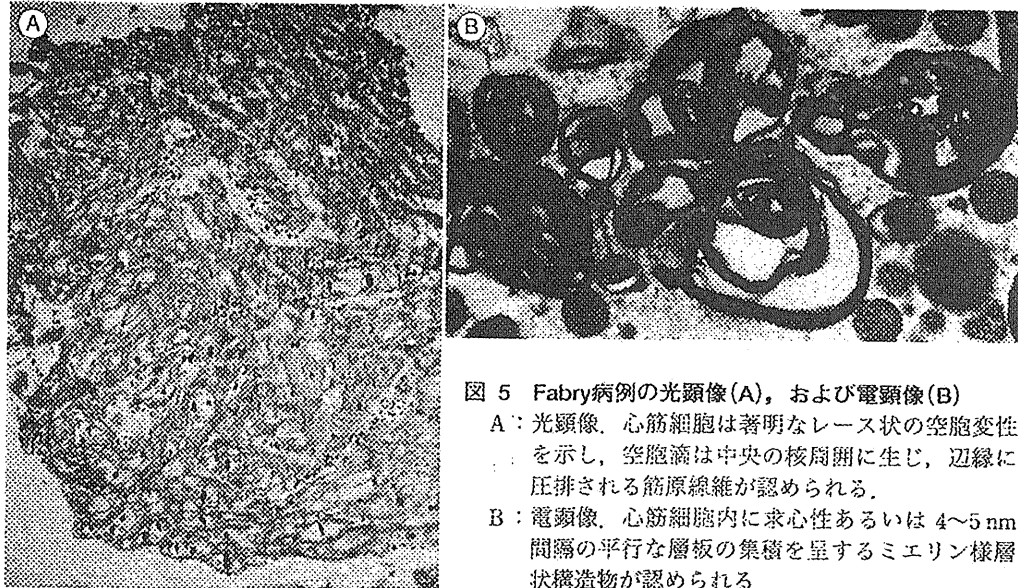 A
B
図 5 Fabry病例の光顕像(A)，および電顕像(B)
A：光顕像．心筋細胞は著明なレース状の空胞変性
を示し，空胞滴は中央の核周囲に生じ，辺縁に
圧排される筋原線維が認められる．
B：電顕像．心筋細胞内に求心性あるいは 4〜5 nm
間隔の平行な層板の集積を呈するミエリン様層
状構造物が認められる